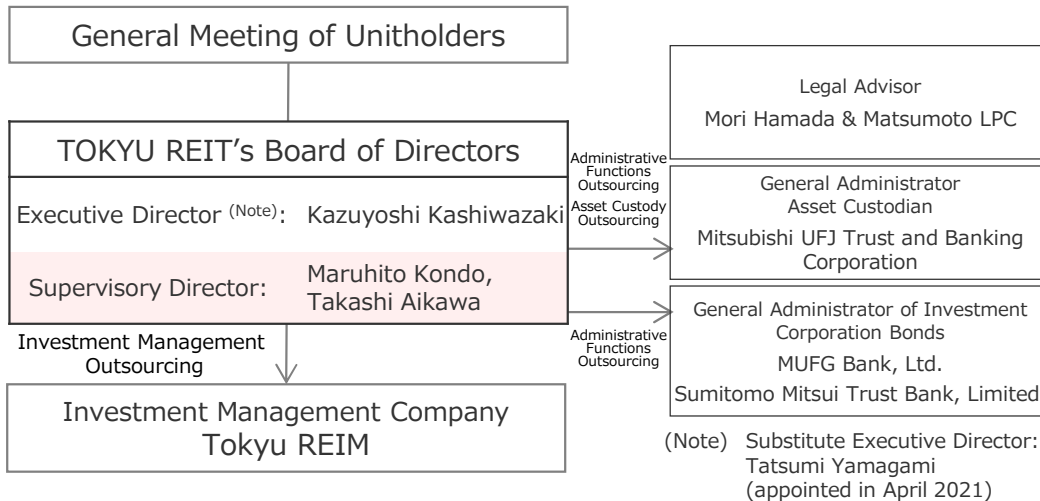 General Meeting of Unitholders
TOKYU REIT’s Board of Directors
Executive Director (Note): Kazuyoshi Kashiwazaki
Supervisory Director: Maruhito Kondo,
Takashi Aikawa
Investment Management
Outsourcing
Investment Management Company
Tokyu REIM
Administrative
Functions
Outsourcing
Asset Custody
Outsourcing
Administrative
Functions
Outsourcing
Legal Advisor
Mori Hamada & Matsumoto LPC
General Administrator
Asset Custodian
Mitsubishi UFJ Trust and Banking
Corporation
General Administrator of Investment
Corporation Bonds
MUFG Bank, Ltd.
Sumitomo Mitsui Trust Bank, Limited
(Note) Substitute Executive Director:
Tatsumi Yamagami
(appointed in April 2021)